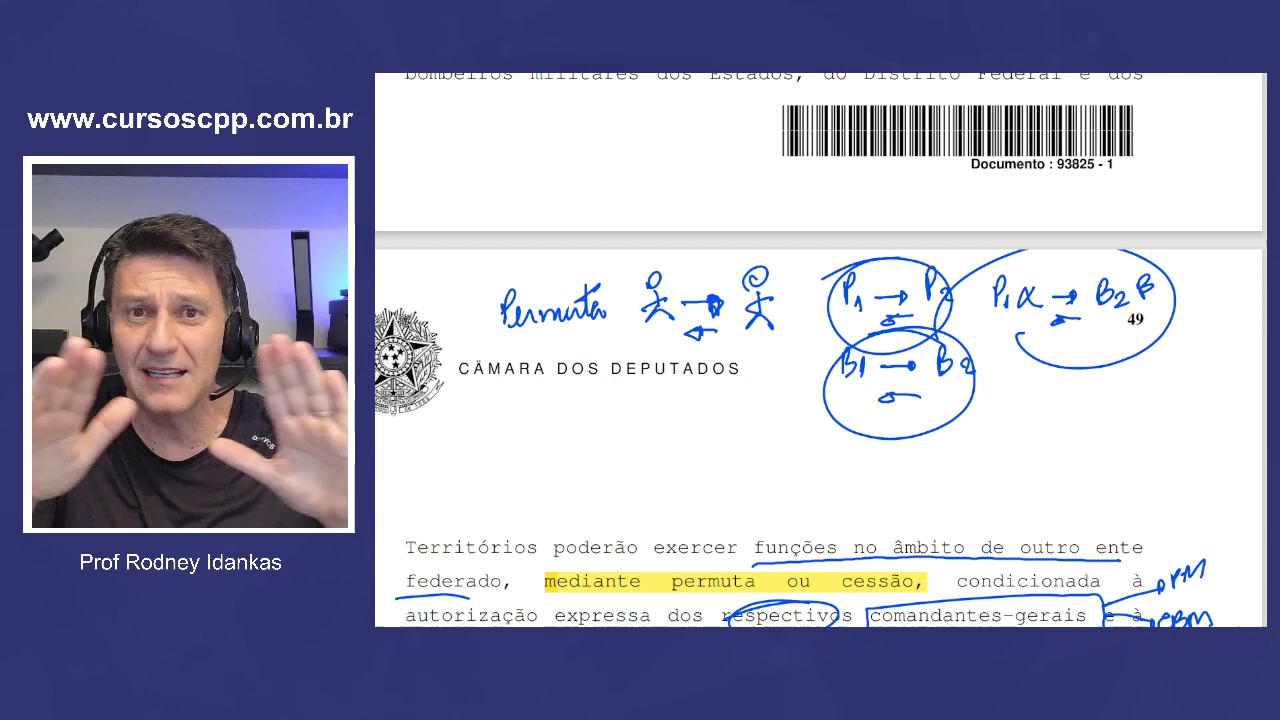 www.cursoscpp.com.br
Prof Rodney Idankas
bombeiros militares dos Estados, do Distrito Federal e dos
Documento : 93825 - 1
Permuta P1 → P2 P1 α → B2 B
49
B1 → B2
CÂMARA DOS DEPUTADOS
Territórios poderão exercer funções no âmbito de outro ente
federado, mediante permuta ou cessão, condicionada à
PM
autorização expressa dos respectivos comandantes-gerais e à